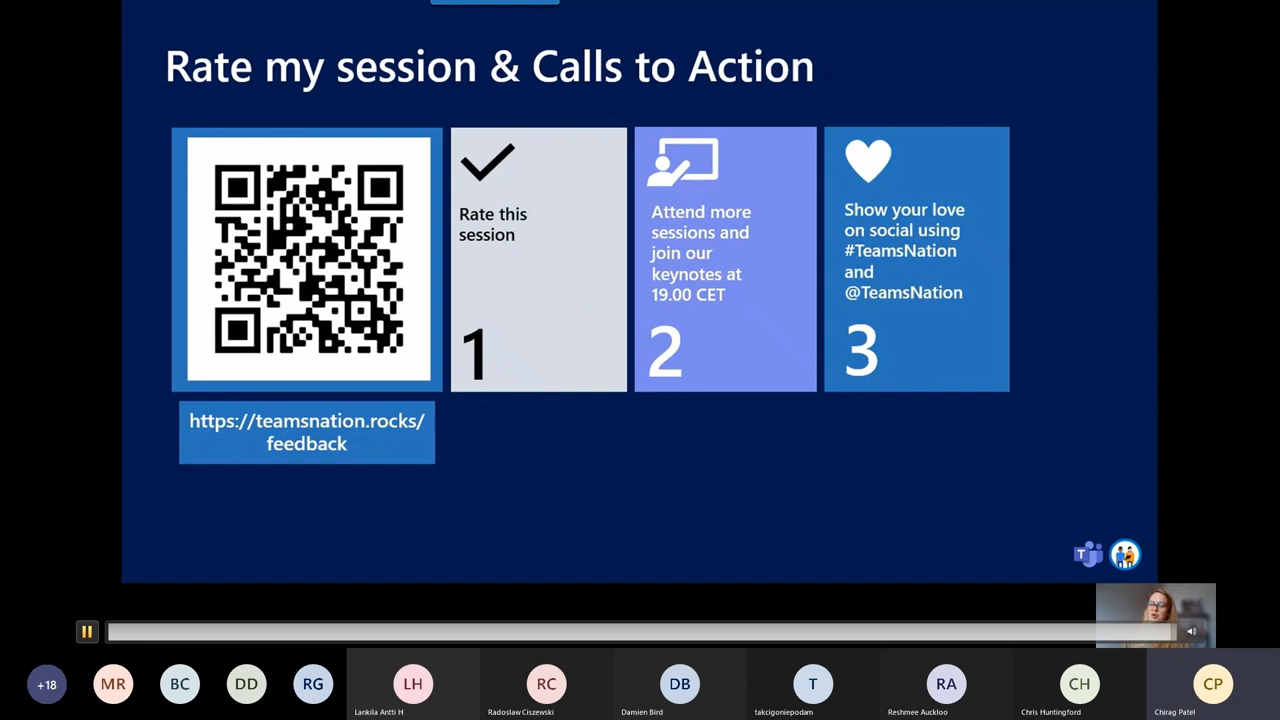 Rate my session & Calls to Action
Rate this
session
1
Attend more
sessions and
join our
keynotes at
19.00 CET
2
Show your love
on social using
#TeamsNation
and
@TeamsNation
3
https://teamsnation.rocks/
feedback
T
+18
MR
BC
DD
RG
LH
Lankila Antti H
RC
Radoslaw Ciszewski
DB
Damien Bird
T
takcigoniepodam
RA
Reshmee Auckloo
CH
Chris Huntingford
CP
Chirag Patel